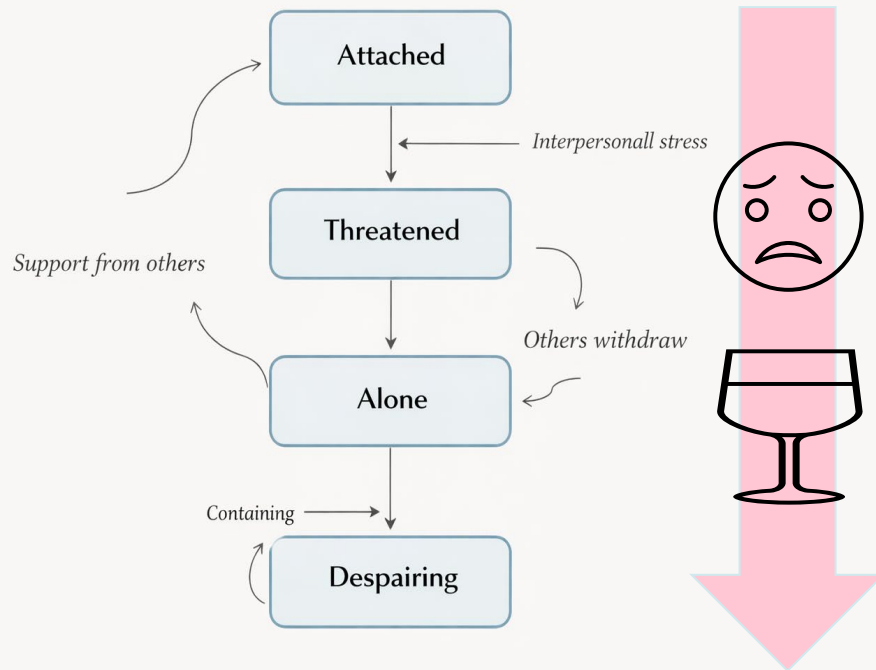 Attached
Interpersonall stress
Threatened
Support from others
Others withdraw
Alone
Containing
Despairing